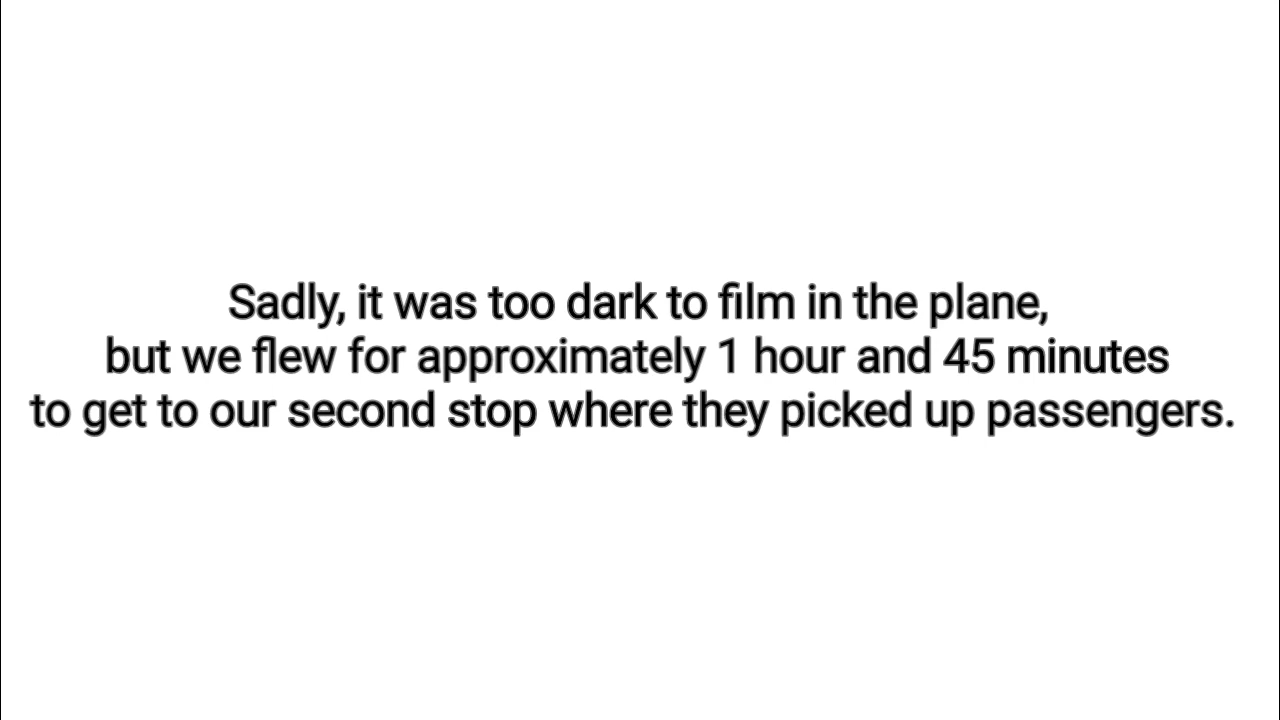 Sadly, it was too dark to film in the plane,
but we flew for approximately 1 hour and 45 minutes
to get to our second stop where they picked up passengers.